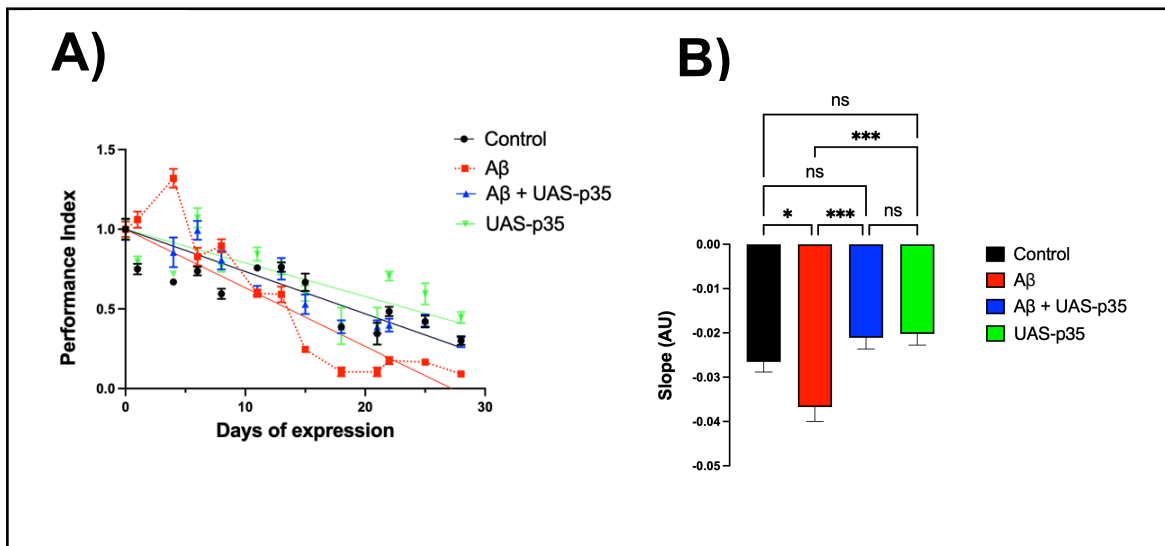 A)
Control
Aβ
Aβ + UAS-p35
UAS-p35
1.5
1.0
0.5
0.0
Performance Index
0
10
20
30
Days of expression
B)
ns
***
ns
*
***
ns
0.00
-0.01
-0.02
-0.03
-0.04
-0.05
Slope (AU)
Control
Aβ
Aβ + UAS-p35
UAS-p35